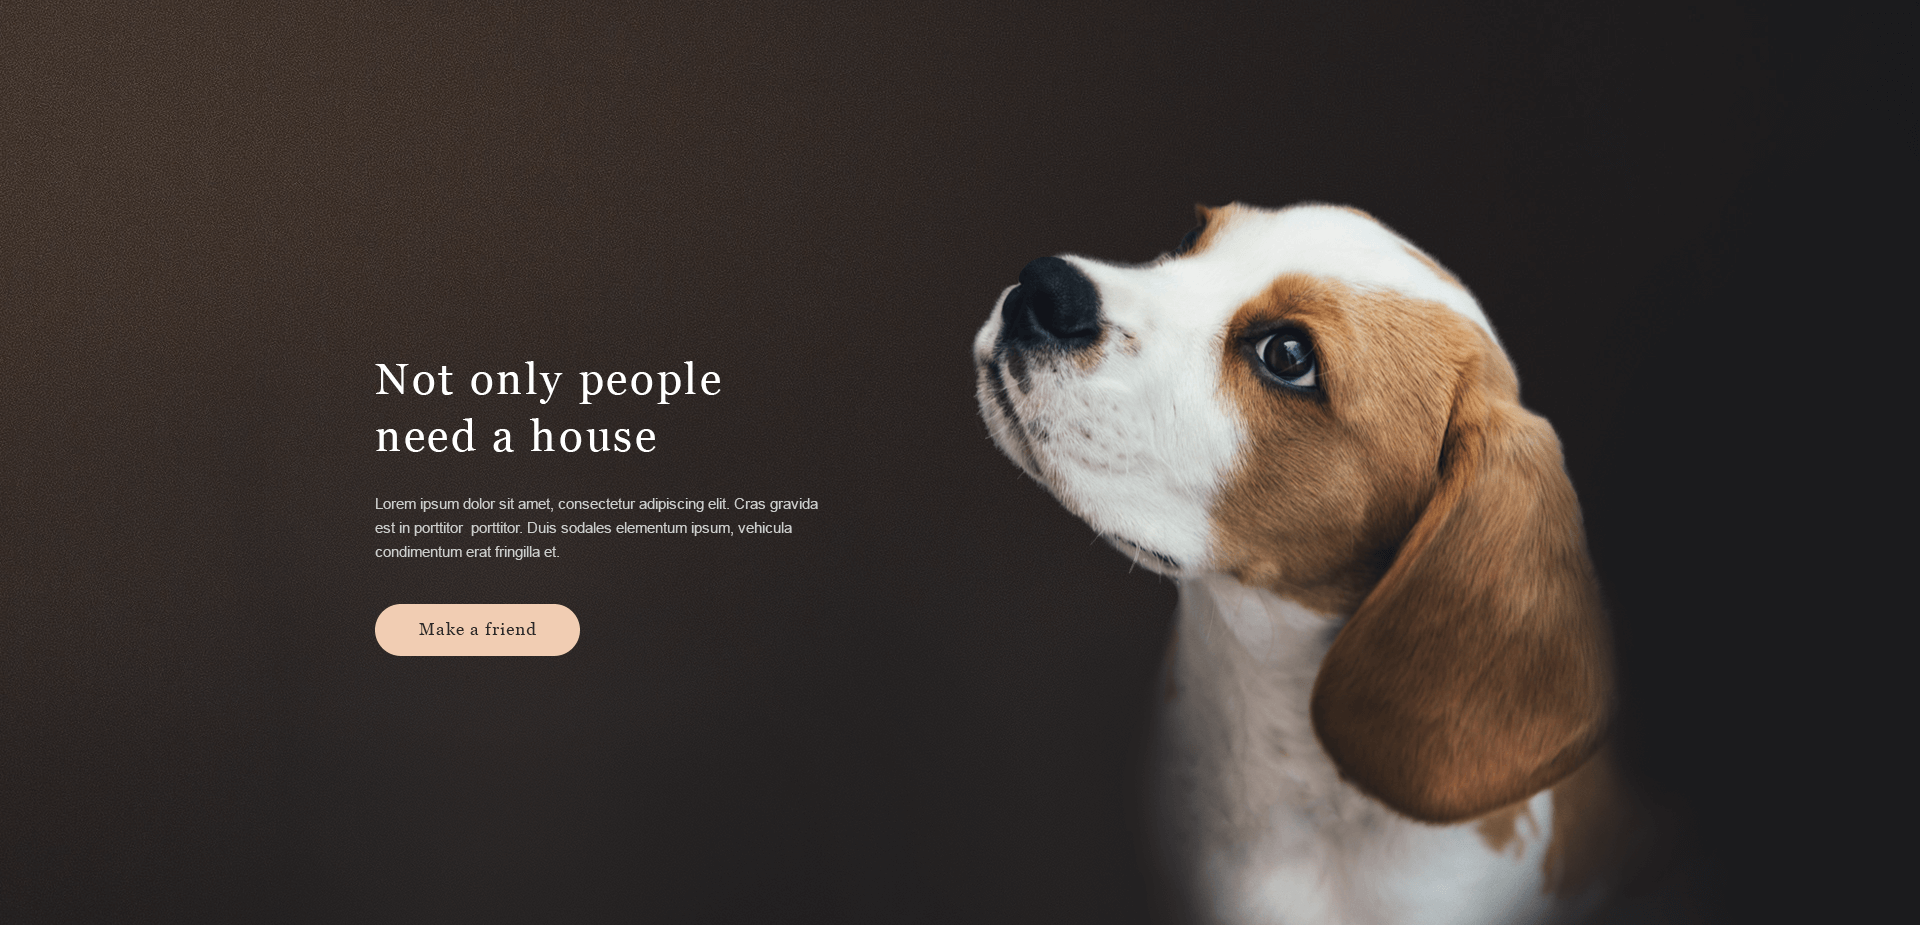 Not only people
need a house
Lorem ipsum dolor sit amet, consectetur adipiscing elit. Cras gravida
est in porttitor  porttitor. Duis sodales elementum ipsum, vehicula
condimentum erat fringilla et.
Make a friend